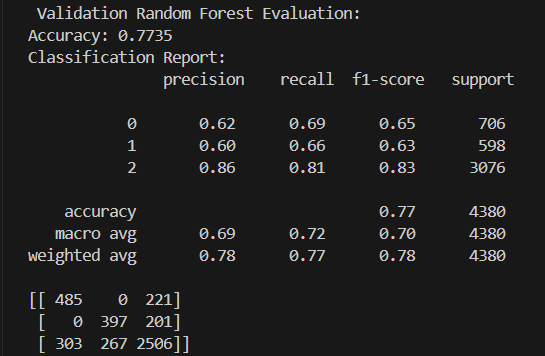 Validation Random Forest Evaluation:
Accuracy: 0.7735
Classification Report:
precision recall f1-score support
0 0.62 0.69 0.65 706
1 0.60 0.66 0.63 598
2 0.86 0.81 0.83 3076
accuracy 0.77 4380
macro avg 0.69 0.72 0.70 4380
weighted avg 0.78 0.77 0.78 4380
[[ 485 0 221]
[ 0 397 201]
[ 303 267 2506]]